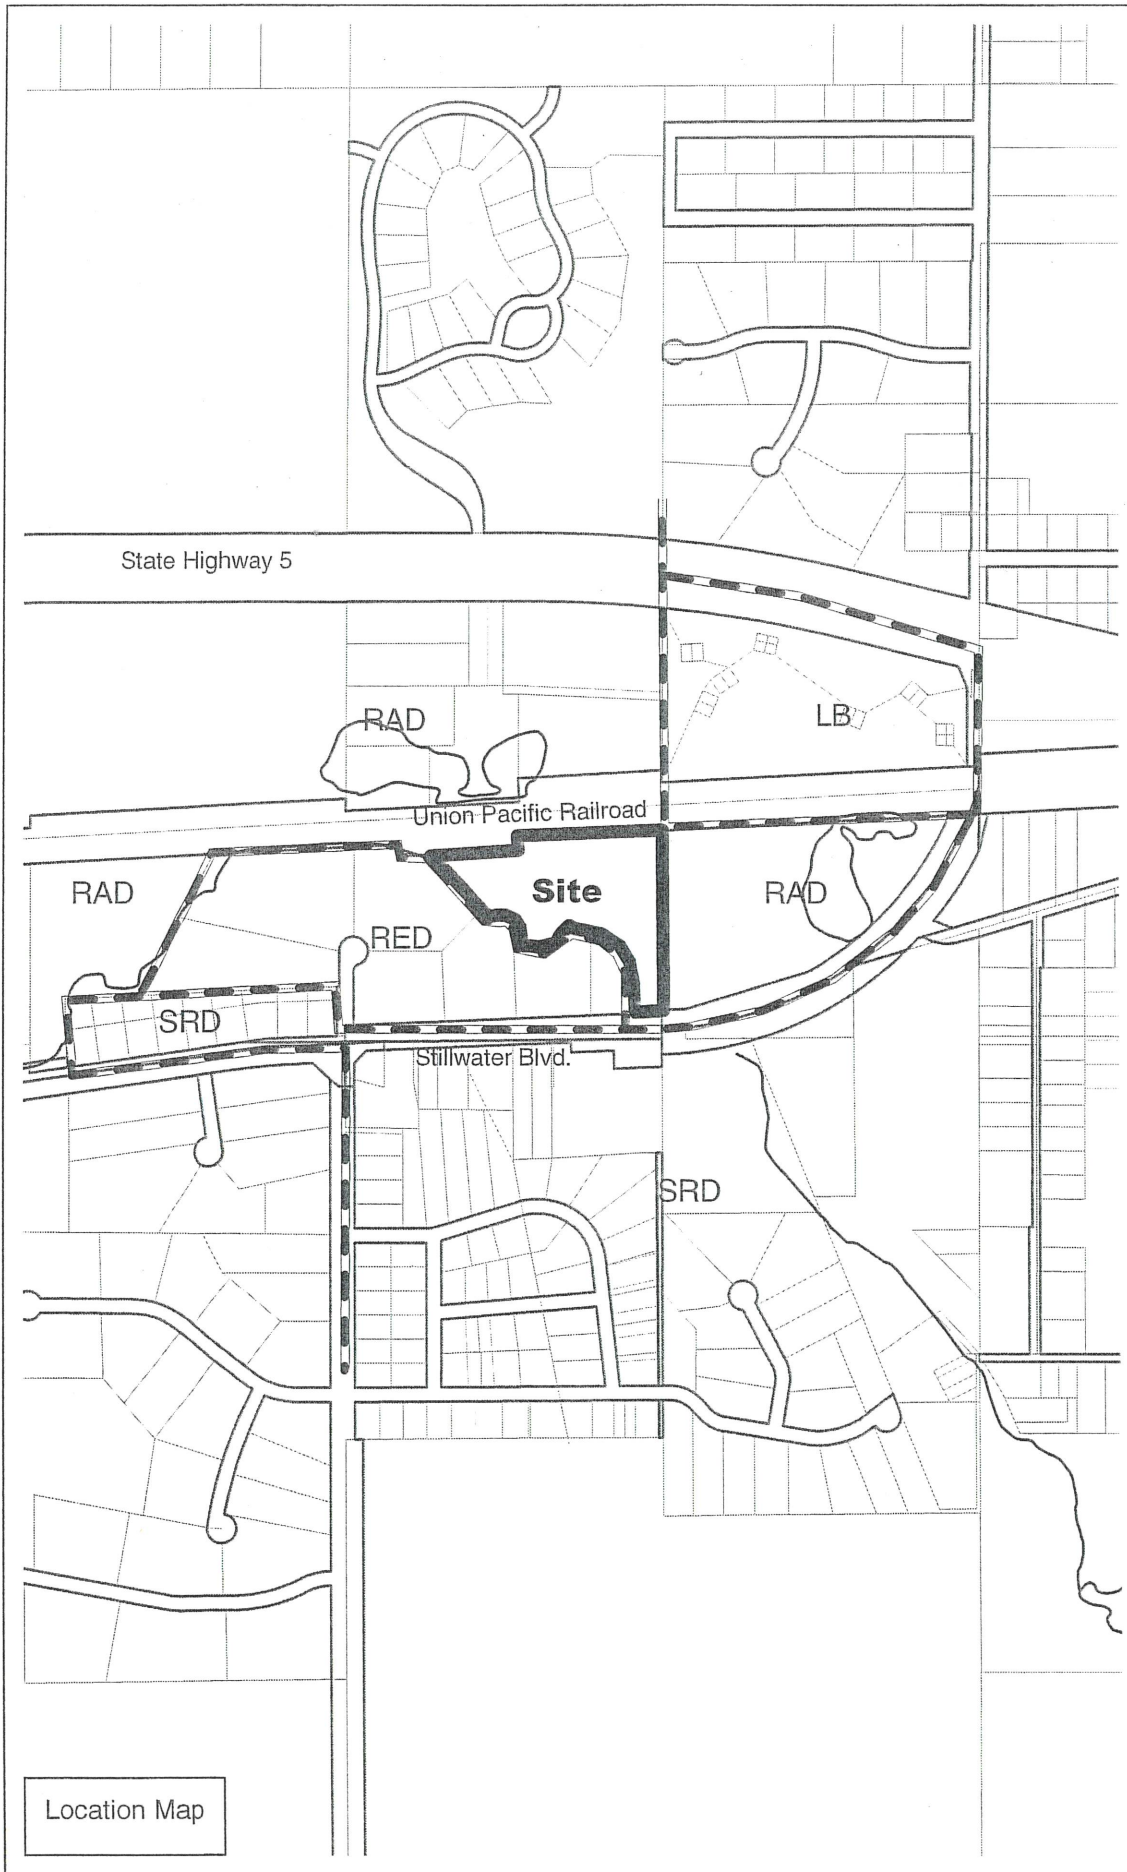 State Highway 5
RAD
LB
Union Pacific Railroad
RAD
Site
RAD
RED
SRD
Stillwater Blvd.
SRD
Location Map